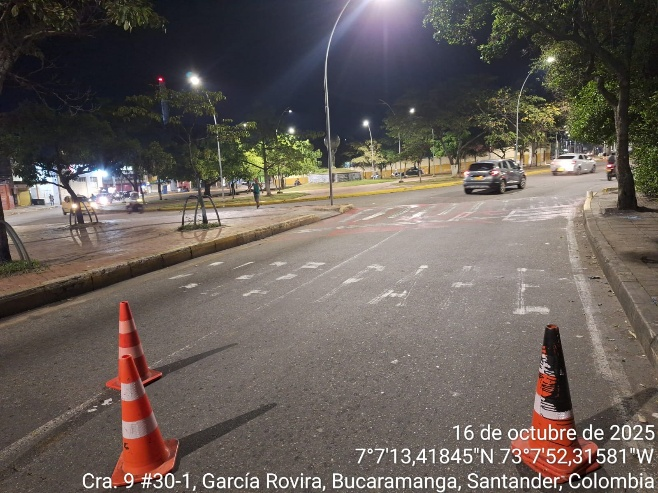 16 de octubre de 2025
7°7'13,41845"N 73°7'52,31581"W
Cra. 9 #30-1, García Rovira, Bucaramanga, Santander, Colombia